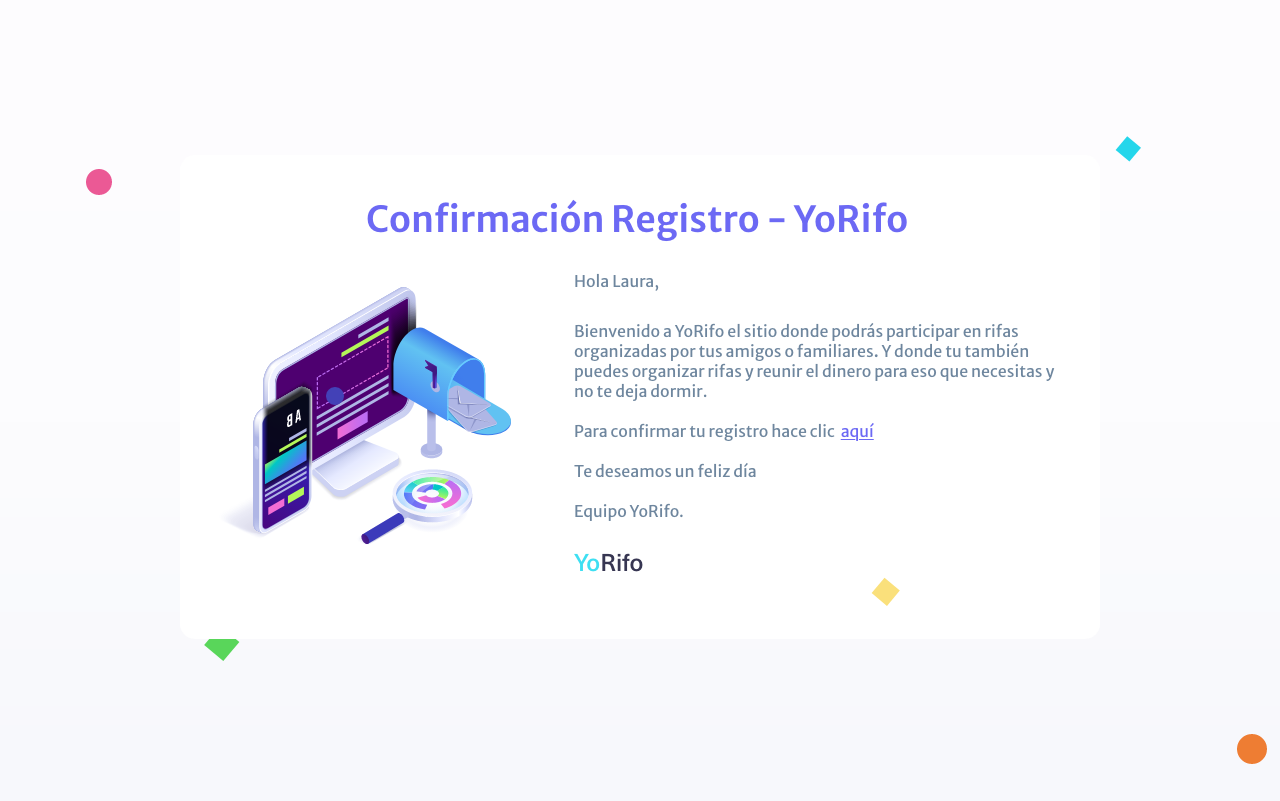 Confirmación Registro - YoRifo
Hola Laura,
Bienvenido a YoRifo el sitio donde podrás participar en rifas
organizadas por tus amigos o familiares. Y donde tu también
puedes organizar rifas y reunir el dinero para eso que necesitas y
no te deja dormir.
Para confirmar tu registro hace clic aquí
Te deseamos un feliz día
Equipo YoRifo.
YoRifo